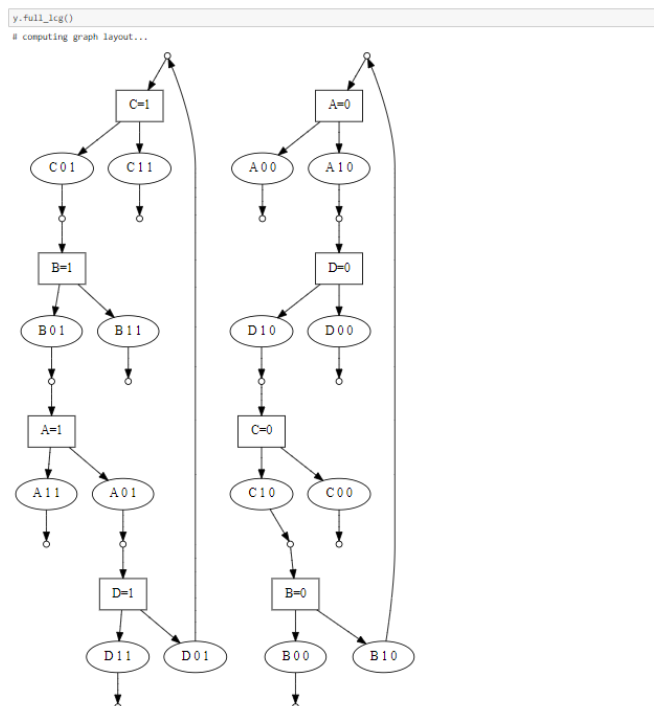 y.full_lcg()
# computing graph layout...
C=1 A=0
C 0 1 C 1 1 A 0 0 A 1 0
B=1 D=0
B 0 1 B 1 1 D 1 0 D 0 0
A=1 C=0
A 1 1 A 0 1 C 1 0 C 0 0
D=1 B=0
D 1 1 D 0 1 B 0 0 B 1 0